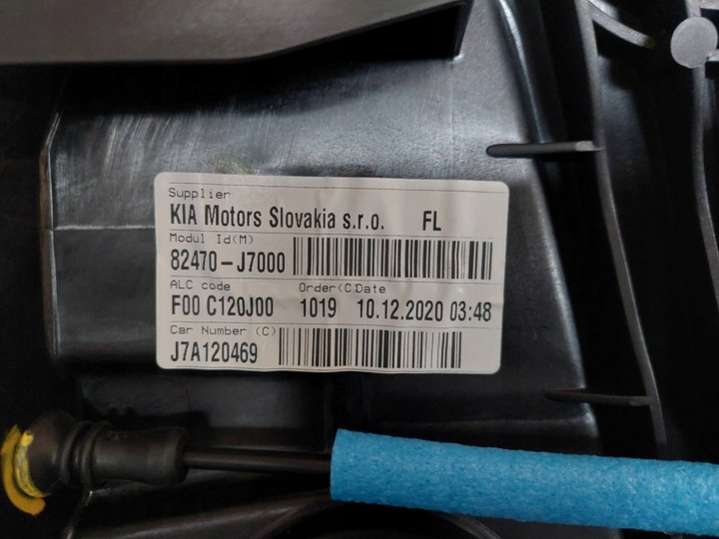 Supplier
KIA Motors Slovakia s.r.o. FL
Modul Id(M)
82470-J7000
ALC code Order(C Date
F00 C120J00 1019 10.12.2020 03:48
Car Number (C)
J7A120469